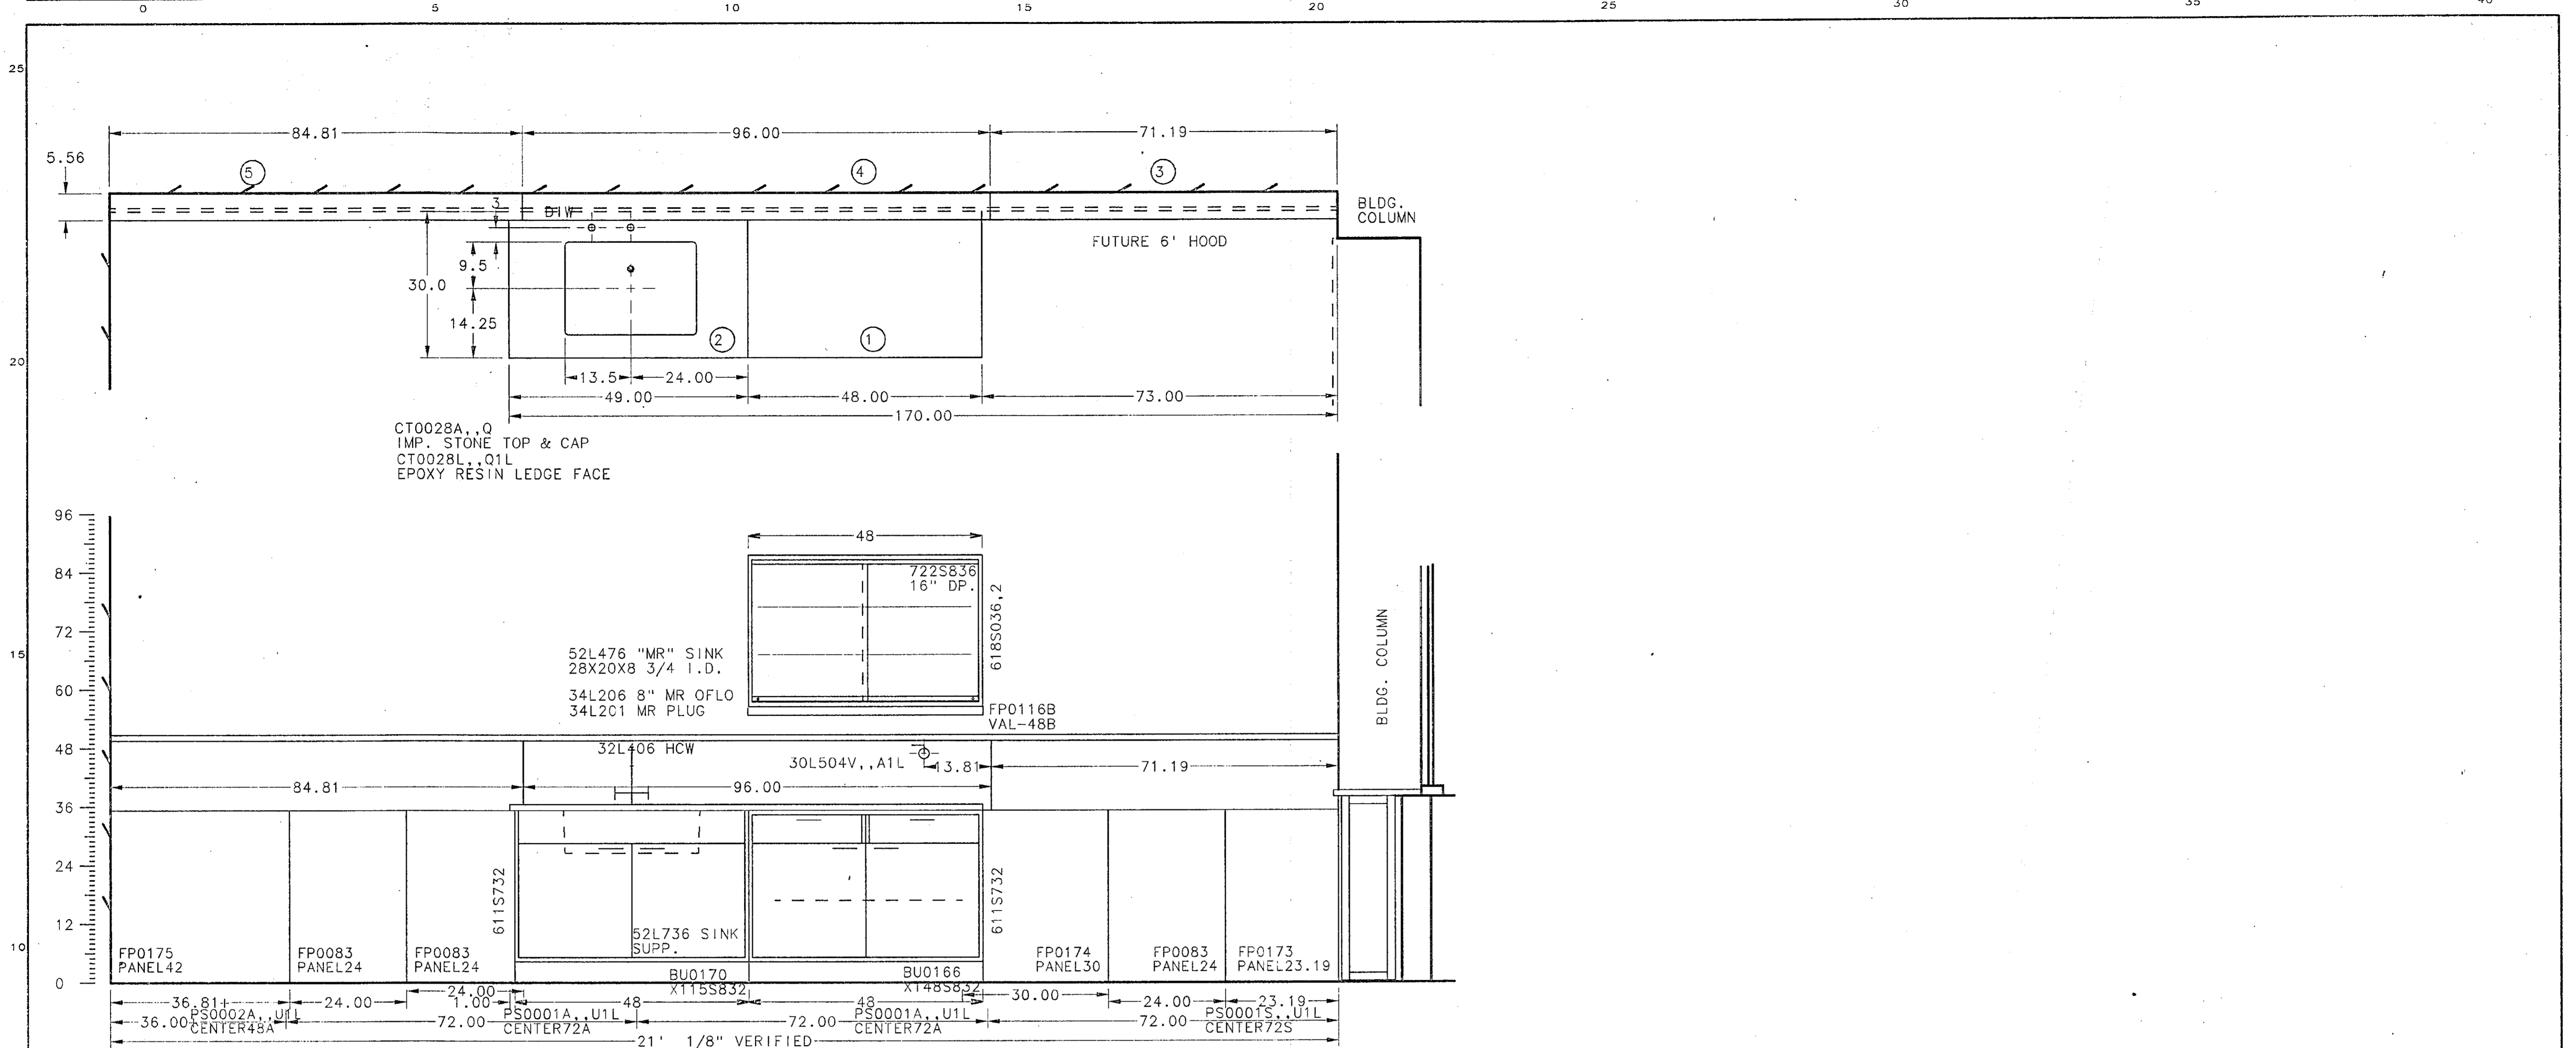 0 5 10 15 20 25 30 35 40
25
84.81 96.00 71.19
5.56
5 4 3
3
DIW
BLDG.
COLUMN
FUTURE 6' HOOD
9.5
30.0
14.25
20
2 1
13.5 24.00
49.00 48.00 73.00
170.00
CT0028A,,Q
IMP. STONE TOP & CAP
CT0028L,,Q1L
EPOXY RESIN LEDGE FACE
96
48
84
722S836
16" DP.
618S036,2
72
BLDG. COLUMN
15
52L476 "MR" SINK
28X20X8 3/4 I.D.
60
34L206 8" MR OFLO
34L201 MR PLUG
FP0116B
VAL-48B
48
32L406 HCW
30L504V,,A1L 13.81 71.19
84.81 96.00
36
24
611S732
611S732
12
52L736 SINK
SUPP.
10
FP0175
PANEL42
FP0083
PANEL24
FP0083
PANEL24
FP0174
PANEL30
FP0083
PANEL24
FP0173
PANEL23.19
0
BU0170
X115S832
BU0166
X148S832
36.81+ 24.00 24.00 1.00 48 48 30.00 24.00 23.19
PS0002A,,U1L
CENTER48A
PS0001A,,U1L
CENTER72A
PS0001A,,U1L
CENTER72A
PS0001S,,U1L
CENTER72S
36.00 72.00 72.00 72.00
21' 1/8" VERIFIED